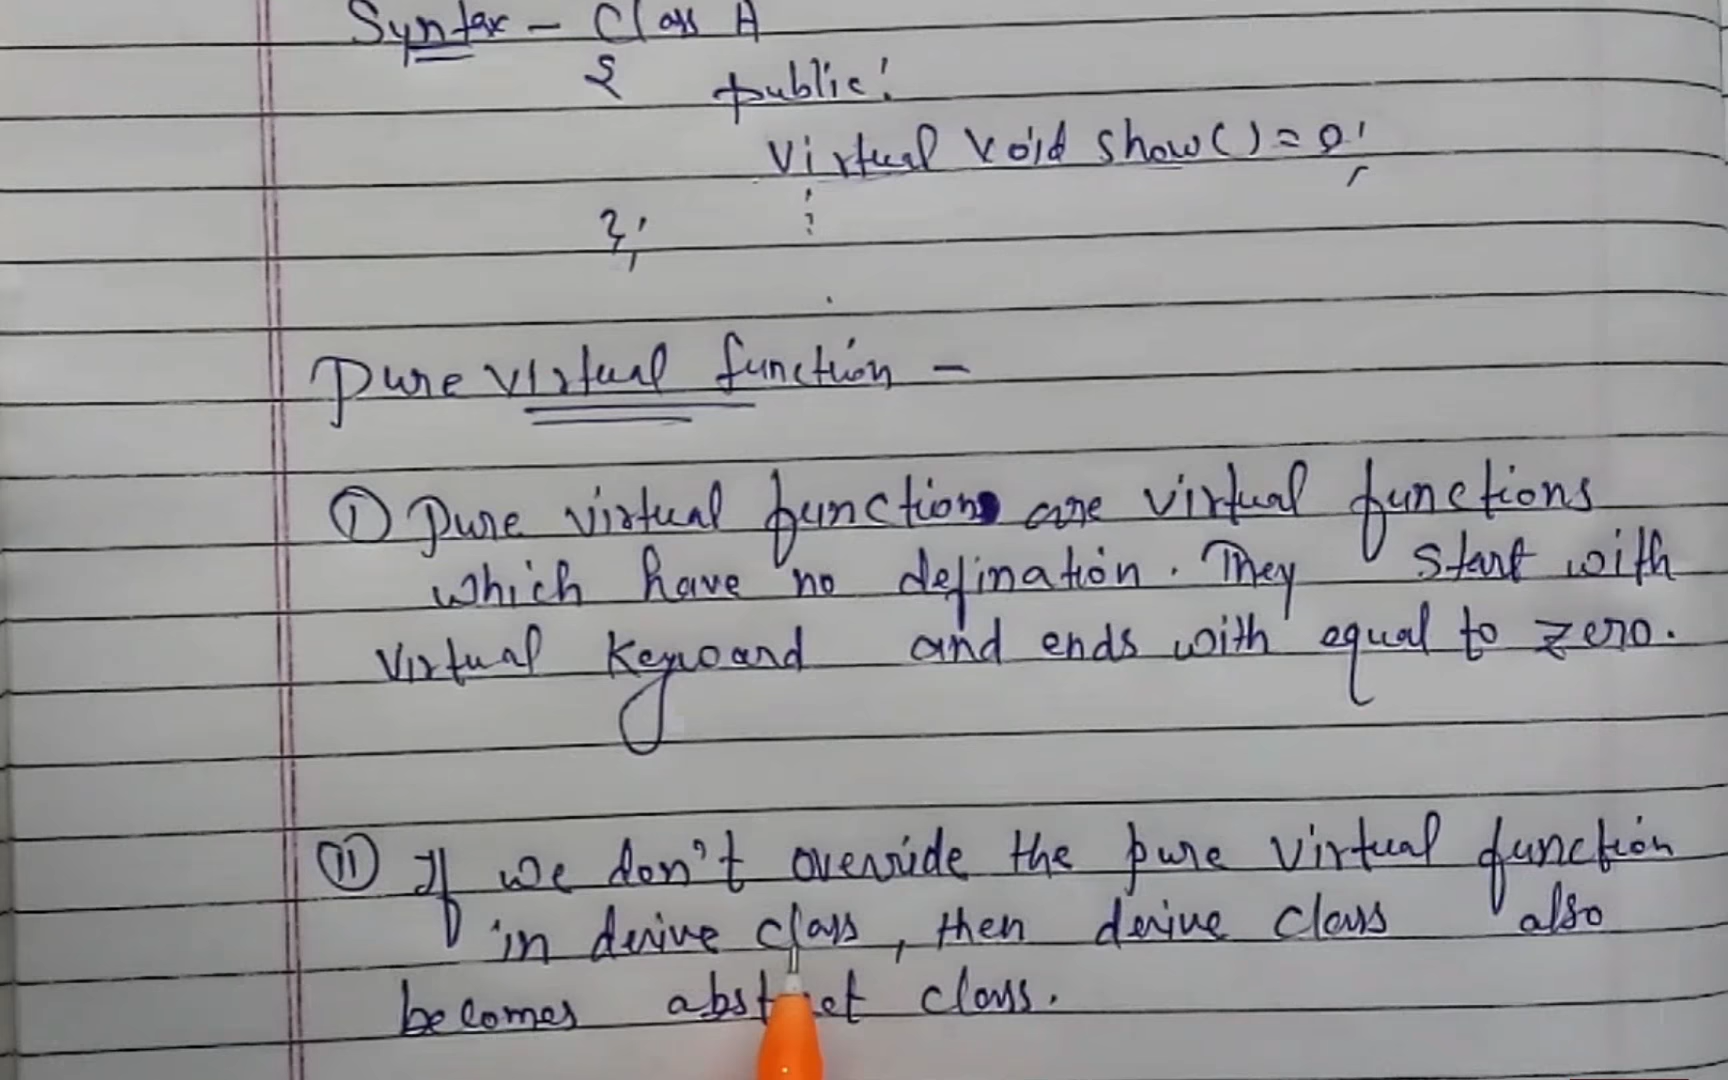 Syntax - Class A
{ public:
virtual void show() = 0;
};
Pure virtual function -
① Pure virtual functions are virtual functions
which have no defination. They start with
virtual keyword and ends with equal to zero.
② If we don't override the pure virtual function
in derive class, then derive class also
becomes abstract class.